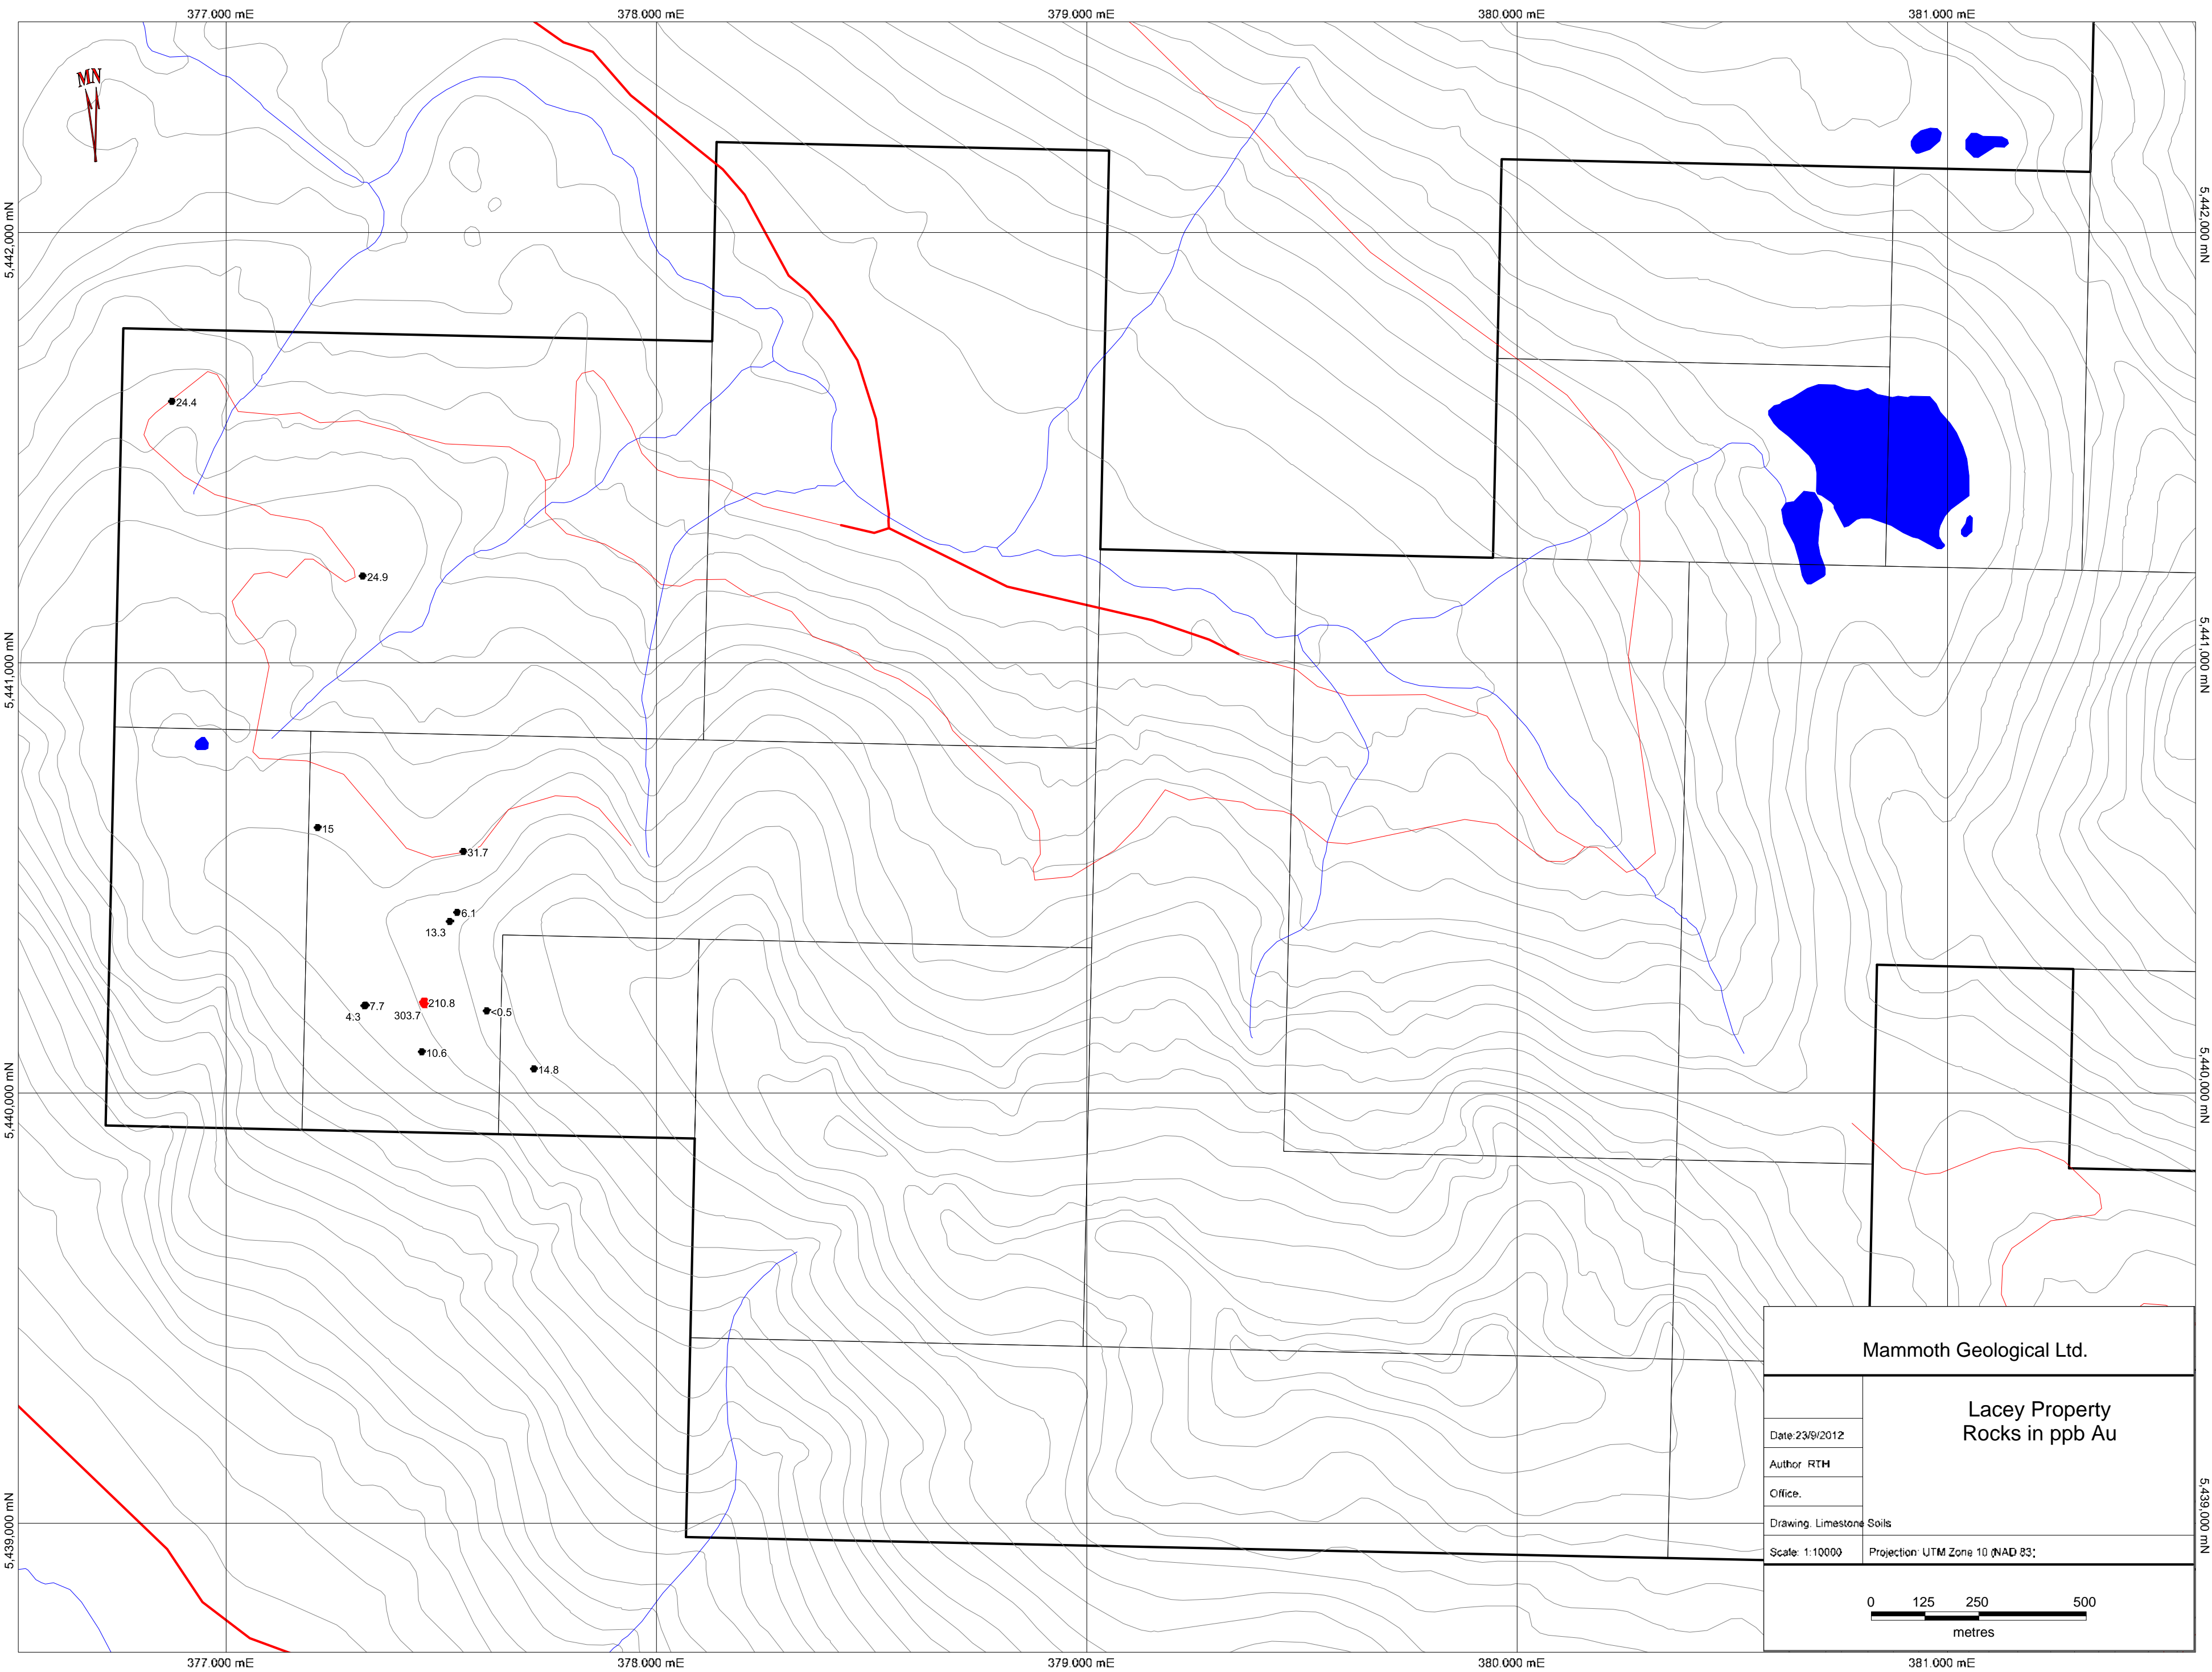 377,000 mE
378,000 mE
379,000 mE
380,000 mE
381,000 mE
MN
5,442,000 mN
5,442,000 mN
24.4
24.9
5,441,000 mN
5,441,000 mN
15
31.7
6.1
13.3
7.7
4.3
210.8
303.7
<0.5
10.6
14.8
5,440,000 mN
5,440,000 mN
5,439,000 mN
5,439,000 mN
Mammoth Geological Ltd.
Lacey Property
Rocks in ppb Au
Date:23/9/2012
Author: RTH
Office:
Drawing: Limestone Soils
Scale: 1:10000
Projection: UTM Zone 10 (NAD 83)
0 125 250 500
metres
377,000 mE
378,000 mE
379,000 mE
380,000 mE
381,000 mE